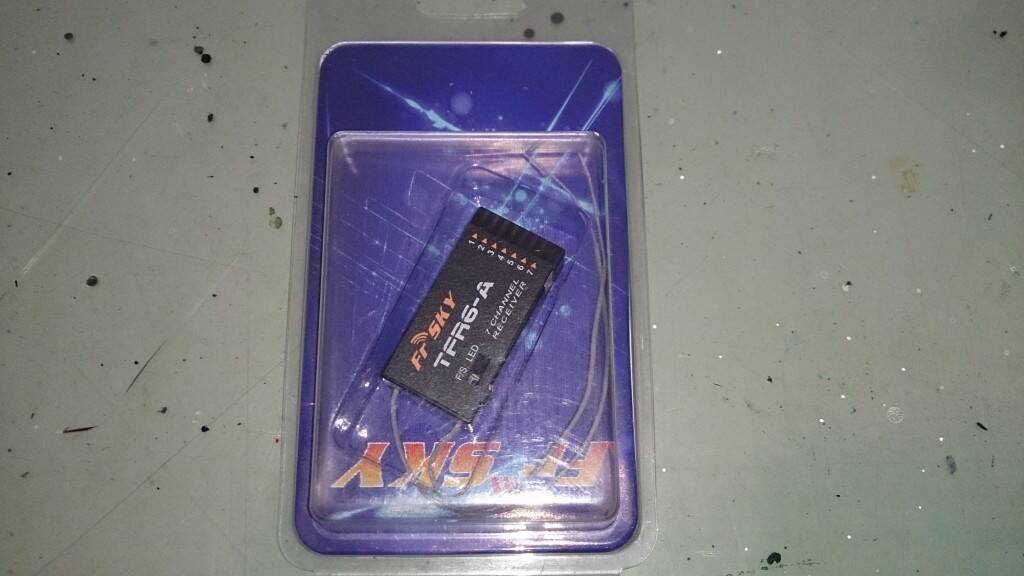 1 2 3 4 5 6 7
FrSKY
TFR6-A
7 CHANNEL
RECEIVER
F/S LED
FrSKY